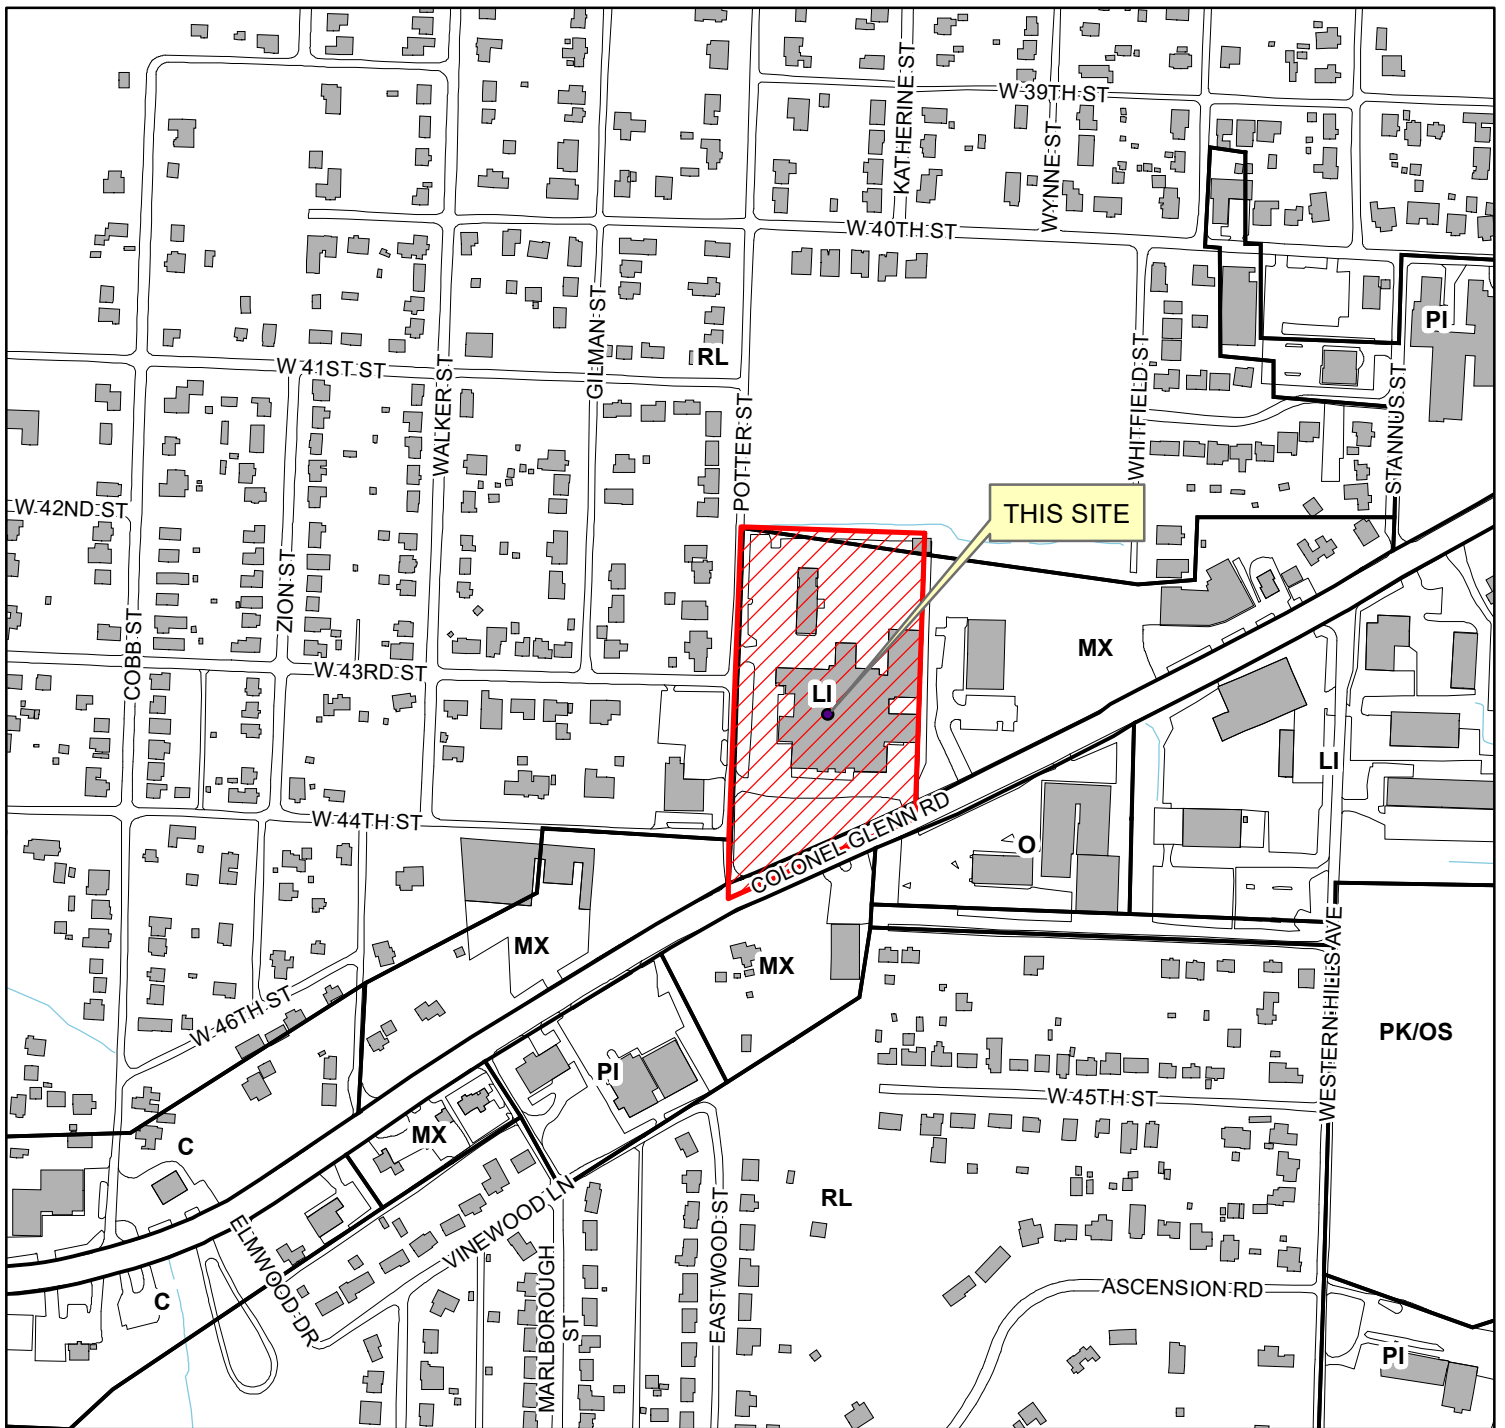 KATHERINE ST
W 39TH ST
WYNNE ST
W 40TH ST
GILMAN ST
PI
RL
W 41ST ST
WALKER ST
WHITFIELD ST
STANNUS ST
POTTER ST
W 42ND ST
THIS SITE
ZION ST
COBB ST
MX
W 43RD ST
LI
LI
W 44TH ST
COLONEL GLENN RD
O
MX
MX
W 46TH ST
WESTERN HILLS AVE
PK/OS
PI
W 45TH ST
MX
C
RL
VINEWOOD LN
ELMWOOD DR
EASTWOOD ST
MARLBOROUGH
ST
ASCENSION RD
C
PI